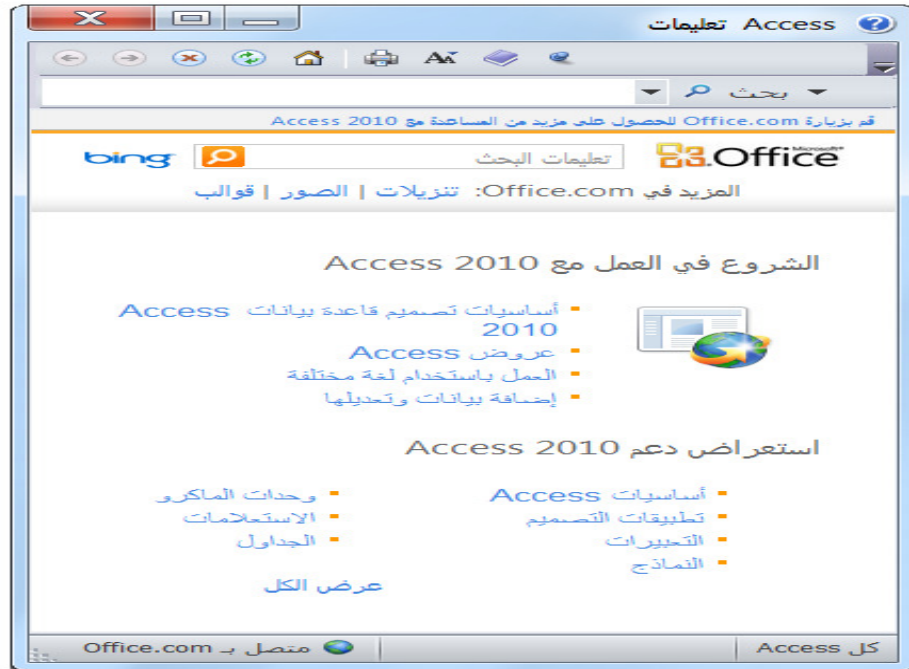 تعليمات Access
بحث
قم بزيارة Office.com للحصول على مزيد من المساعدة مع Access 2010
Microsoft®
Office
تعليمات البحث
bing
المزيد في Office.com: تنزيلات | الصور | قوالب
الشروع في العمل مع Access 2010
أساسيات تصميم قاعدة بيانات Access
2010
عروض Access
العمل باستخدام لغة مختلفة
إضافة بيانات وتعديلها
استعراض دعم Access 2010
أساسيات Access
تطبيقات التصميم
التعبيرات
النماذج
وحدات الماكرو
الاستعلامات
الجداول
عرض الكل
كل Access
متصل بـ Office.com